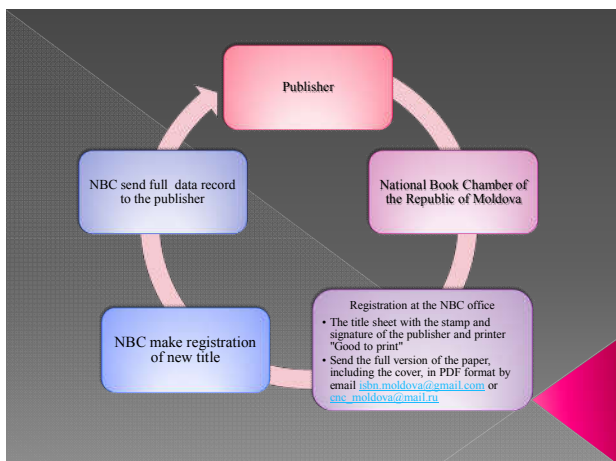 Publisher
National Book Chamber of
the Republic of Moldova
Registration at the NBC office
• The title sheet with the stamp and
signature of the publisher and printer
"Good to print"
• Send the full version of the paper,
including the cover, in PDF format by
email isbn.moldova@gmail.com or
cnc_moldova@mail.ru
NBC make registration
of new title
NBC send full data record
to the publisher